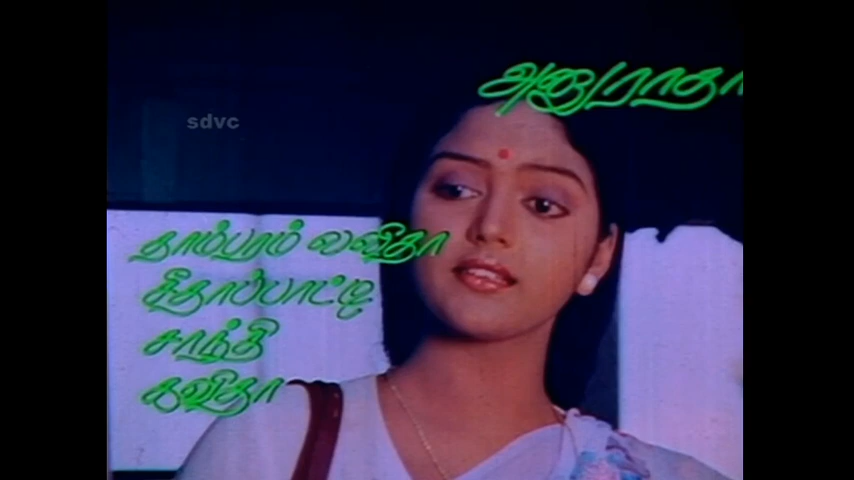 அனுராதா
sdvc
தாம்பரம் லலிதா
சீதாப்பாட்டி
சாந்தி
கவிதா